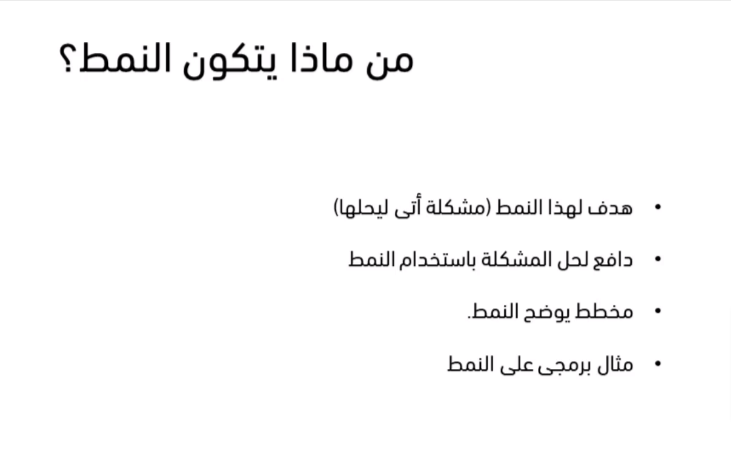 من ماذا يتكون النمط؟
• هدف لهذا النمط (مشكلة أتى ليحلها)
• دافع لحل المشكلة باستخدام النمط
• مخطط يوضح النمط.
• مثال برمجى على النمط